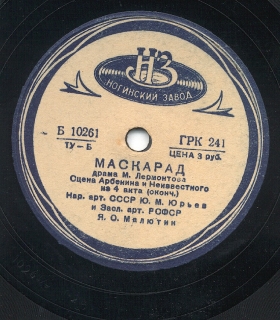 НЗ
НОГИНСКИЙ ЗАВОД
Б 10261
ТУ-Б
ГРК 241
ЦЕНА 3 руб.
МАСКАРАД
драма М. Лермонтова
Сцена Арбенина и Неизвестного
из 4 акта (оконч.)
Нар. арт. СССР Ю. М. Юрьев
и Засл. арт. РСФСР
Я. О. Малютин